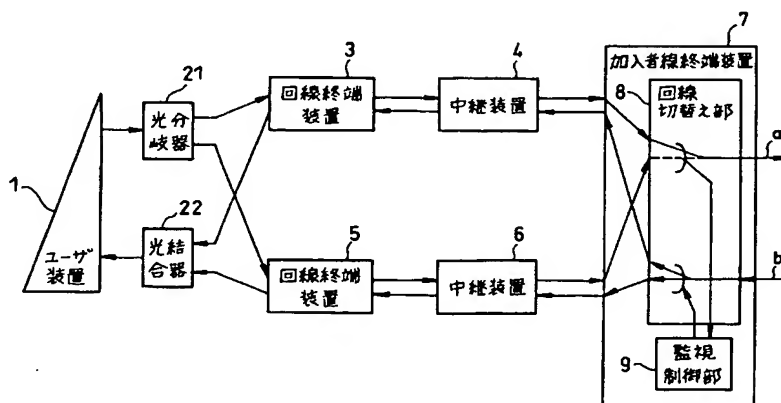 7
加入者線終端装置
3
4
8
回線
切替え部
21
回線終端
装置
中継装置
光分
岐器
a
1
22
5
6
ユーザ
装置
光結
合器
回線終端
装置
中継装置
b
9
監視
制御部